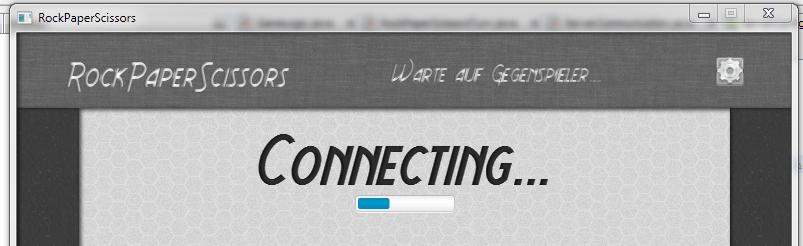 RockPaperScissors
RockPaperScissors
Warte auf Gegenspieler...
Connecting...